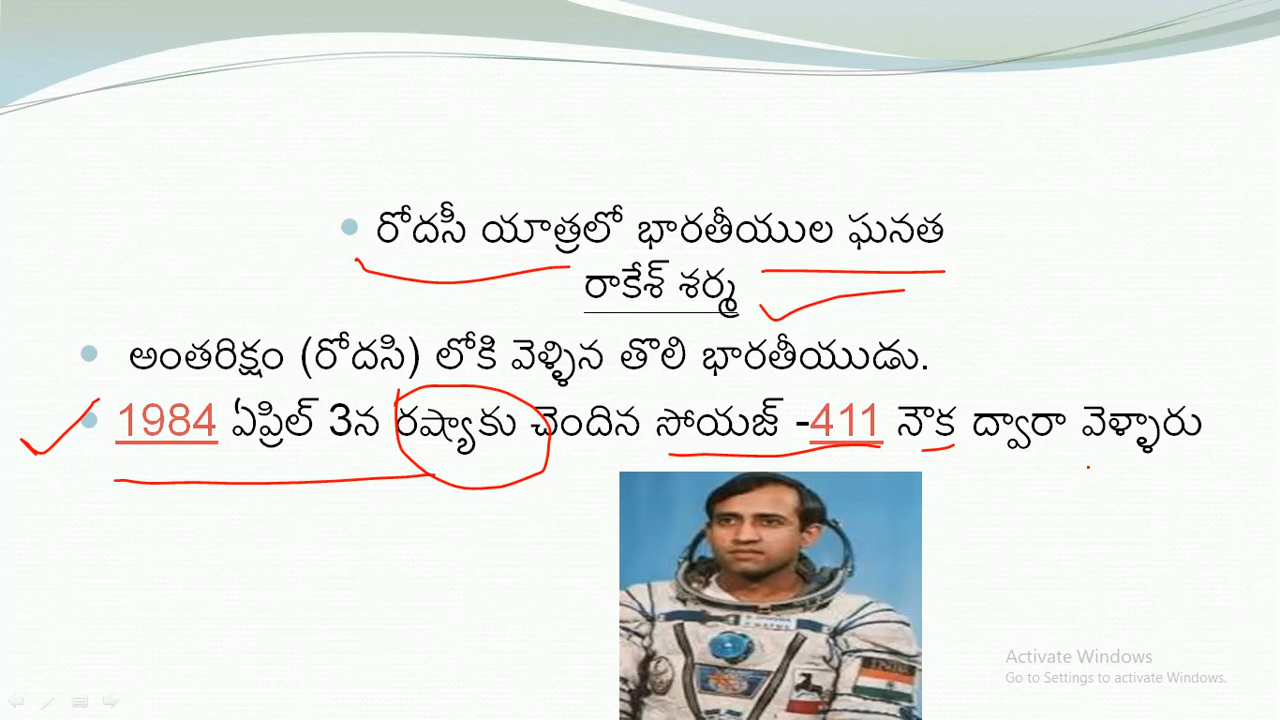 రోదసీ యాత్రలో భారతీయుల ఘనత
రాకేశ్ శర్మ
అంతరిక్షం (రోదసి) లోకి వెళ్ళిన తొలి భారతీయుడు.
1984 ఏప్రిల్ 3న రష్యాకు చెందిన సోయజ్ -411 నౌక ద్వారా వెళ్ళారు
Activate Windows
Go to Settings to activate Windows.